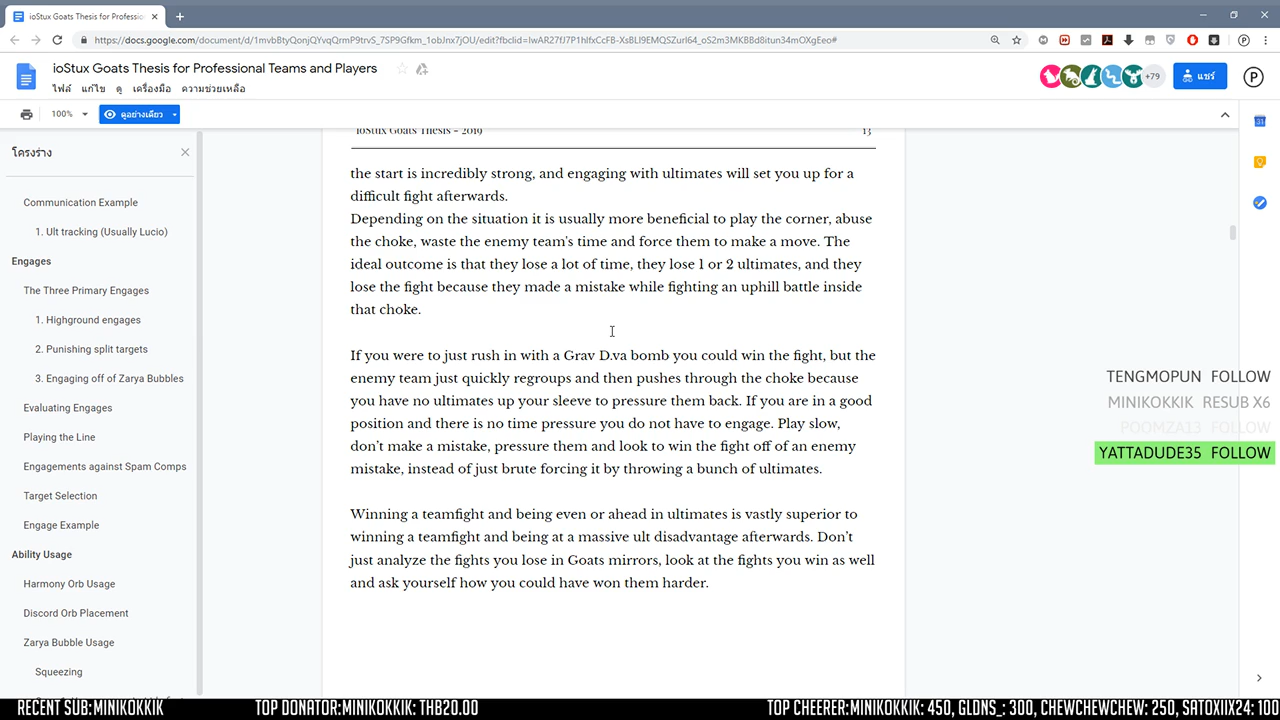 ioStux Goats Thesis for Professio
https://docs.google.com/document/d/1mvbBtyQonjQYvqQrmP9trvS_7SP9Gfkm_1obJnx7jOU/edit?fbclid=IwAR27fJ7P1hIfxCcFB-XsBLl9EMQSZurl64_oS2m3MKBBd8itun34mOXgEeo#
ioStux Goats Thesis for Professional Teams and Players
ไฟล์ แก้ไข ดู เครื่องมือ ความช่วยเหลือ
+79
แชร์
P
100%
ดูอย่างเดียว
โครงร่าง
Communication Example
1. Ult tracking (Usually Lucio)
Engages
The Three Primary Engages
1. Highground engages
2. Punishing split targets
3. Engaging off of Zarya Bubbles
Evaluating Engages
Playing the Line
Engagements against Spam Comps
Target Selection
Engage Example
Ability Usage
Harmony Orb Usage
Discord Orb Placement
Zarya Bubble Usage
Squeezing
ioStux Goats Thesis - 2019 13
the start is incredibly strong, and engaging with ultimates will set you up for a
difficult fight afterwards.
Depending on the situation it is usually more beneficial to play the corner, abuse
the choke, waste the enemy team's time and force them to make a move. The
ideal outcome is that they lose a lot of time, they lose 1 or 2 ultimates, and they
lose the fight because they made a mistake while fighting an uphill battle inside
that choke.
If you were to just rush in with a Grav D.va bomb you could win the fight, but the
enemy team just quickly regroups and then pushes through the choke because
you have no ultimates up your sleeve to pressure them back. If you are in a good
position and there is no time pressure you do not have to engage. Play slow,
don't make a mistake, pressure them and look to win the fight off of an enemy
mistake, instead of just brute forcing it by throwing a bunch of ultimates.
Winning a teamfight and being even or ahead in ultimates is vastly superior to
winning a teamfight and being at a massive ult disadvantage afterwards. Don't
just analyze the fights you lose in Goats mirrors, look at the fights you win as well
and ask yourself how you could have won them harder.
TENGMOPUN FOLLOW
MINIKOKKIK RESUB X6
POOMZA13 FOLLOW
YATTADUDE35 FOLLOW
RECENT SUB:MINIKOKKIK TOP DONATOR:MINIKOKKIK: THB20.00 TOP CHEERER:MINIKOKKIK: 450, GLDNS_: 300, CHEWCHEWCHEW: 250, SATOXIIX24: 100